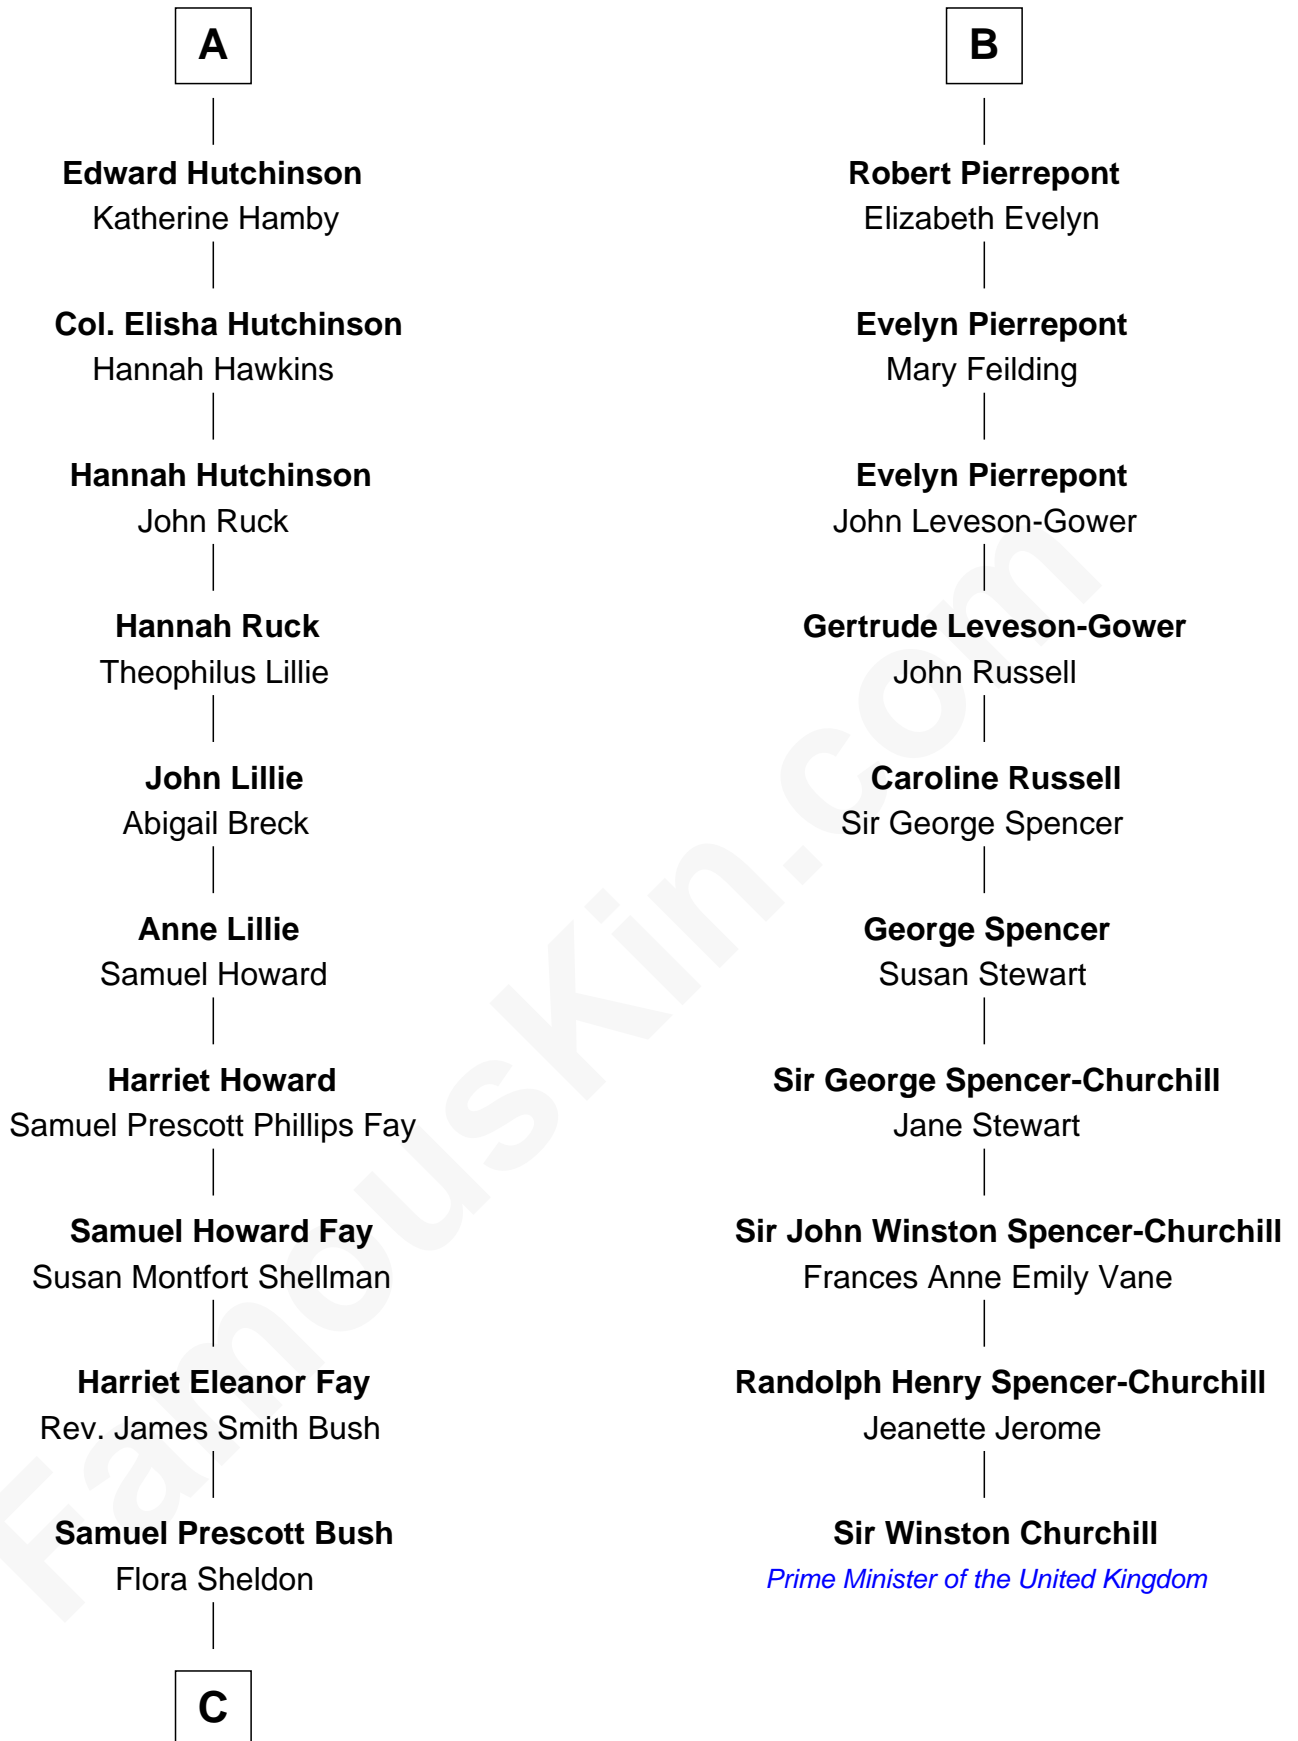 A
Edward Hutchinson
Katherine Hamby
Col. Elisha Hutchinson
Hannah Hawkins
Hannah Hutchinson
John Ruck
Hannah Ruck
Theophilus Lillie
John Lillie
Abigail Breck
Anne Lillie
Samuel Howard
Harriet Howard
Samuel Prescott Phillips Fay
Samuel Howard Fay
Susan Montfort Shellman
Harriet Eleanor Fay
Rev. James Smith Bush
Samuel Prescott Bush
Flora Sheldon
C
B
Robert Pierrepont
Elizabeth Evelyn
Evelyn Pierrepont
Mary Feilding
Evelyn Pierrepont
John Leveson-Gower
Gertrude Leveson-Gower
John Russell
Caroline Russell
Sir George Spencer
George Spencer
Susan Stewart
Sir George Spencer-Churchill
Jane Stewart
Sir John Winston Spencer-Churchill
Frances Anne Emily Vane
Randolph Henry Spencer-Churchill
Jeanette Jerome
Sir Winston Churchill
Prime Minister of the United Kingdom
FamousKin.com